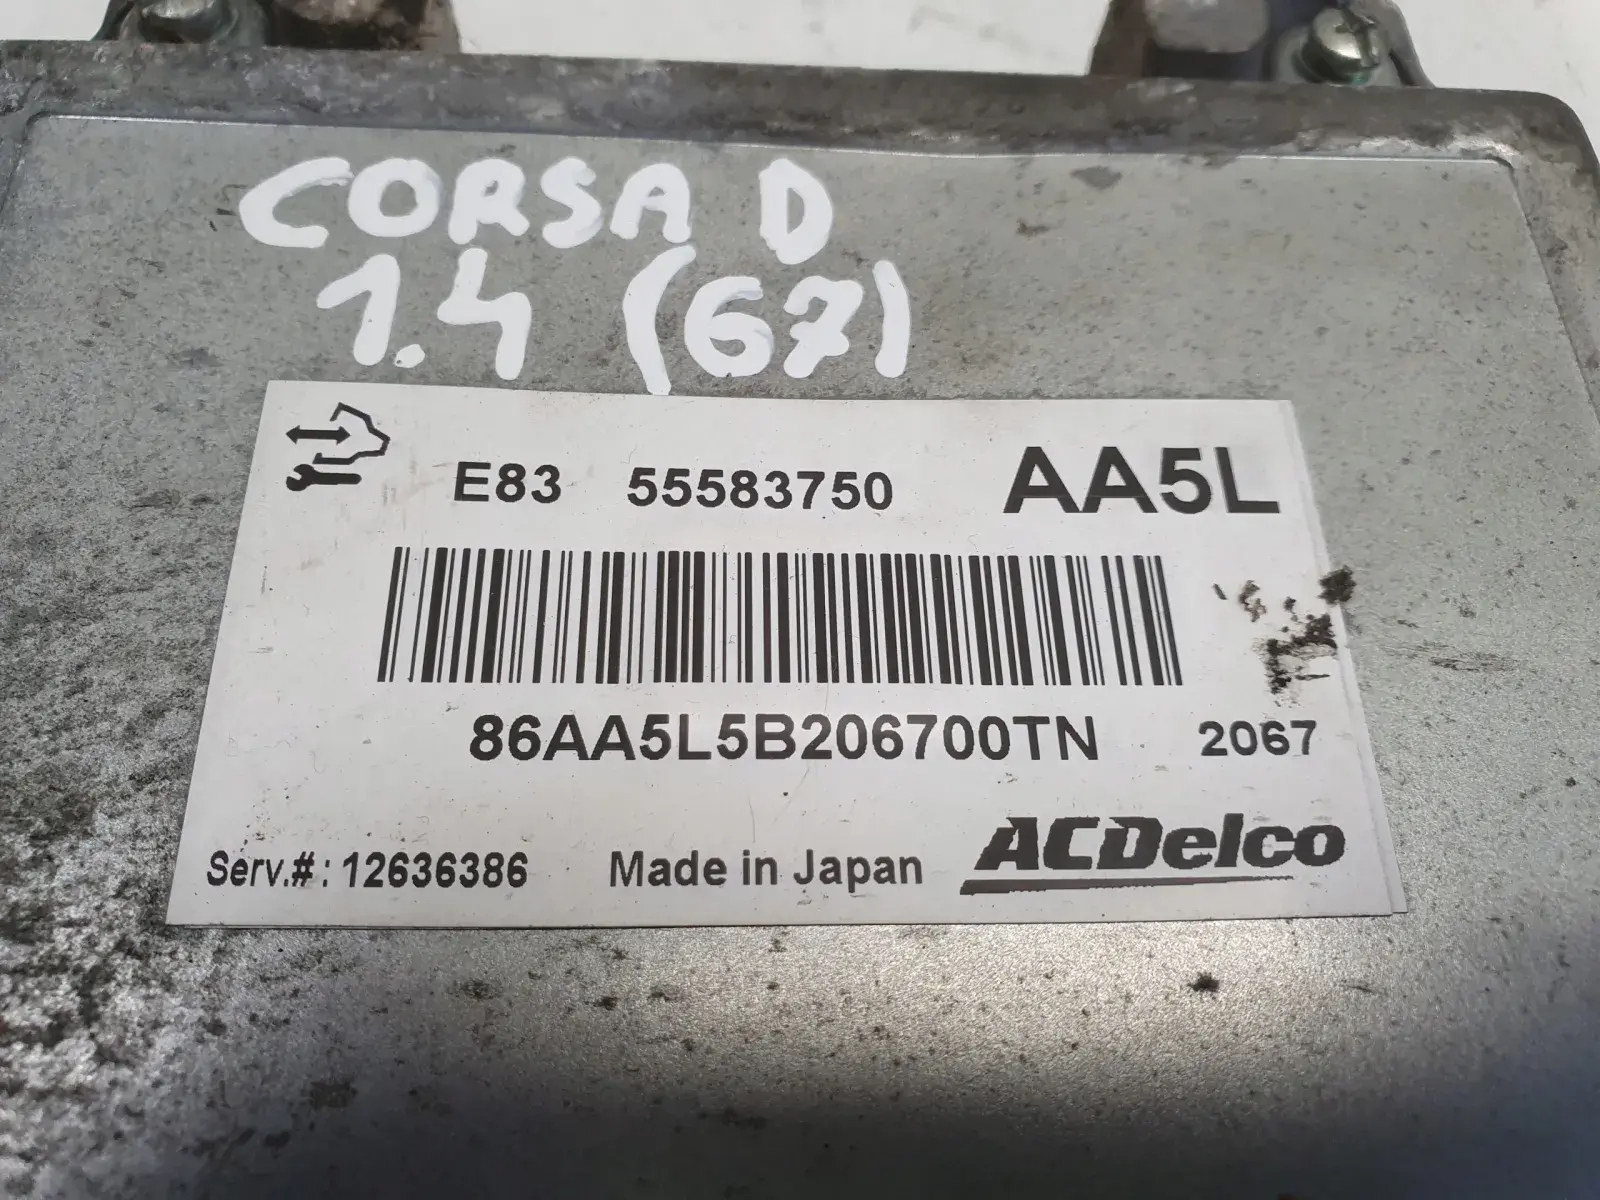 CORSA D
1.4 (67)
E83 55583750 AA5L
86AA5L5B206700TN 2067
Serv.#: 12636386 Made in Japan ACDelco